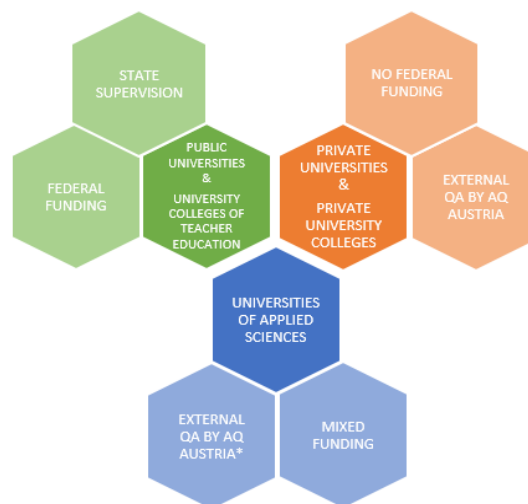 STATE
SUPERVISION
NO FEDERAL
FUNDING
FEDERAL
FUNDING
PUBLIC
UNIVERSITIES
&
UNIVERSITY
COLLEGES OF
TEACHER
EDUCATION
PRIVATE
UNIVERSITIES
&
PRIVATE
UNIVERSITY
COLLEGES
EXTERNAL
QA BY AQ
AUSTRIA
UNIVERSITIES
OF APPLIED
SCIENCES
EXTERNAL
QA BY AQ
AUSTRIA*
MIXED
FUNDING